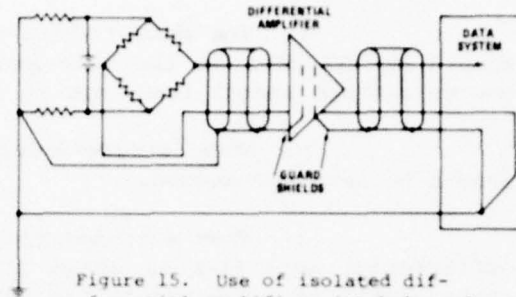 DIFFERENTIAL
AMPLIFIER
DATA
SYSTEM
GUARD
SHIELDS
Figure 15. Use of isolated dif-